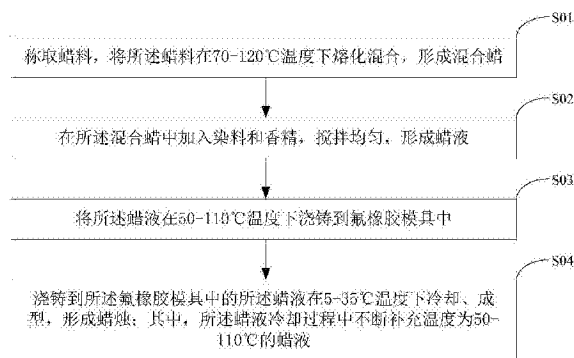 S01
称取蜡料，将所述蜡料在70-120℃温度下熔化混合，形成混合蜡
S02
在所述混合蜡中加入染料和香精，搅拌均匀，形成蜡液
S03
将所述蜡液在50-110℃温度下浇铸到氟橡胶模具中
S04
浇铸到所述氟橡胶模具中的所述蜡液在5-35℃温度下冷却、成
型，形成蜡烛；其中，所述蜡液冷却过程中不断补充温度为50-
110℃的蜡液